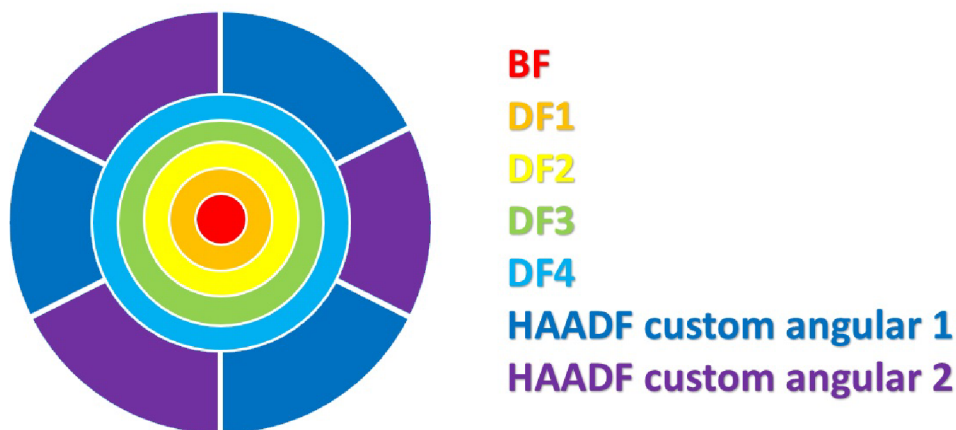 BF
DF1
DF2
DF3
DF4
HAADF custom angular 1
HAADF custom angular 2